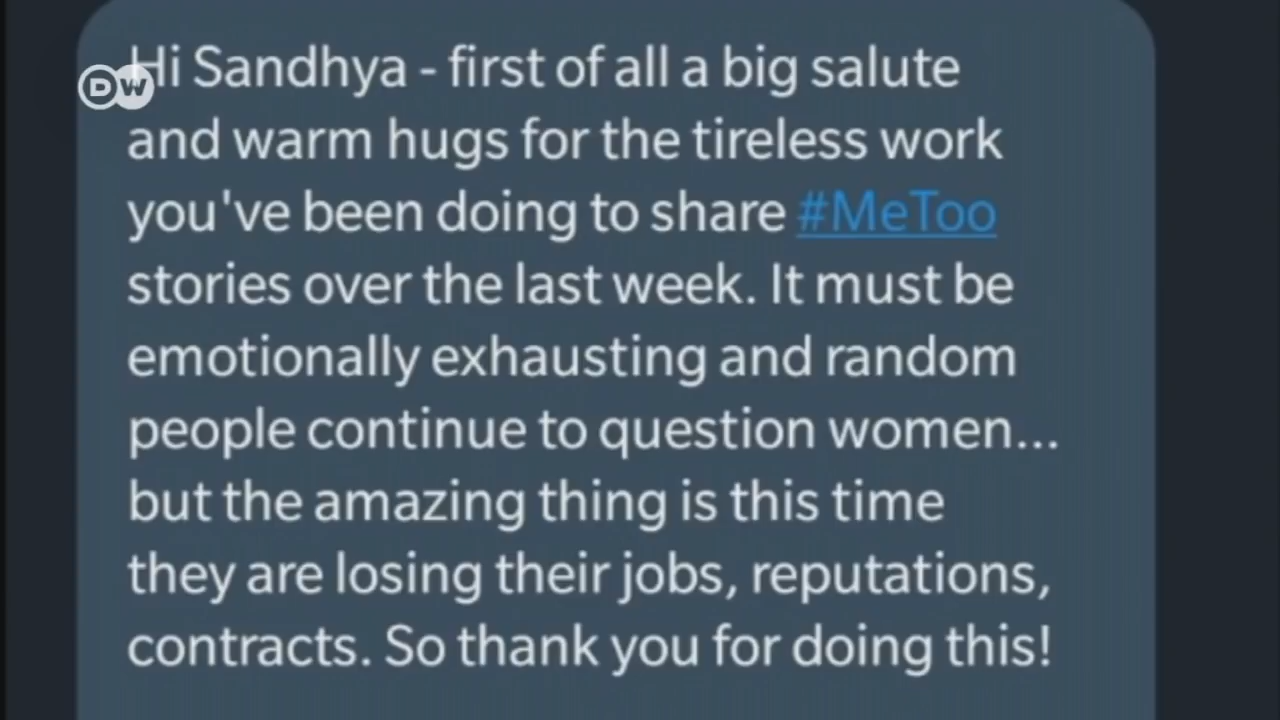 DW
Hi Sandhya - first of all a big salute
and warm hugs for the tireless work
you've been doing to share #MeToo
stories over the last week. It must be
emotionally exhausting and random
people continue to question women...
but the amazing thing is this time
they are losing their jobs, reputations,
contracts. So thank you for doing this!